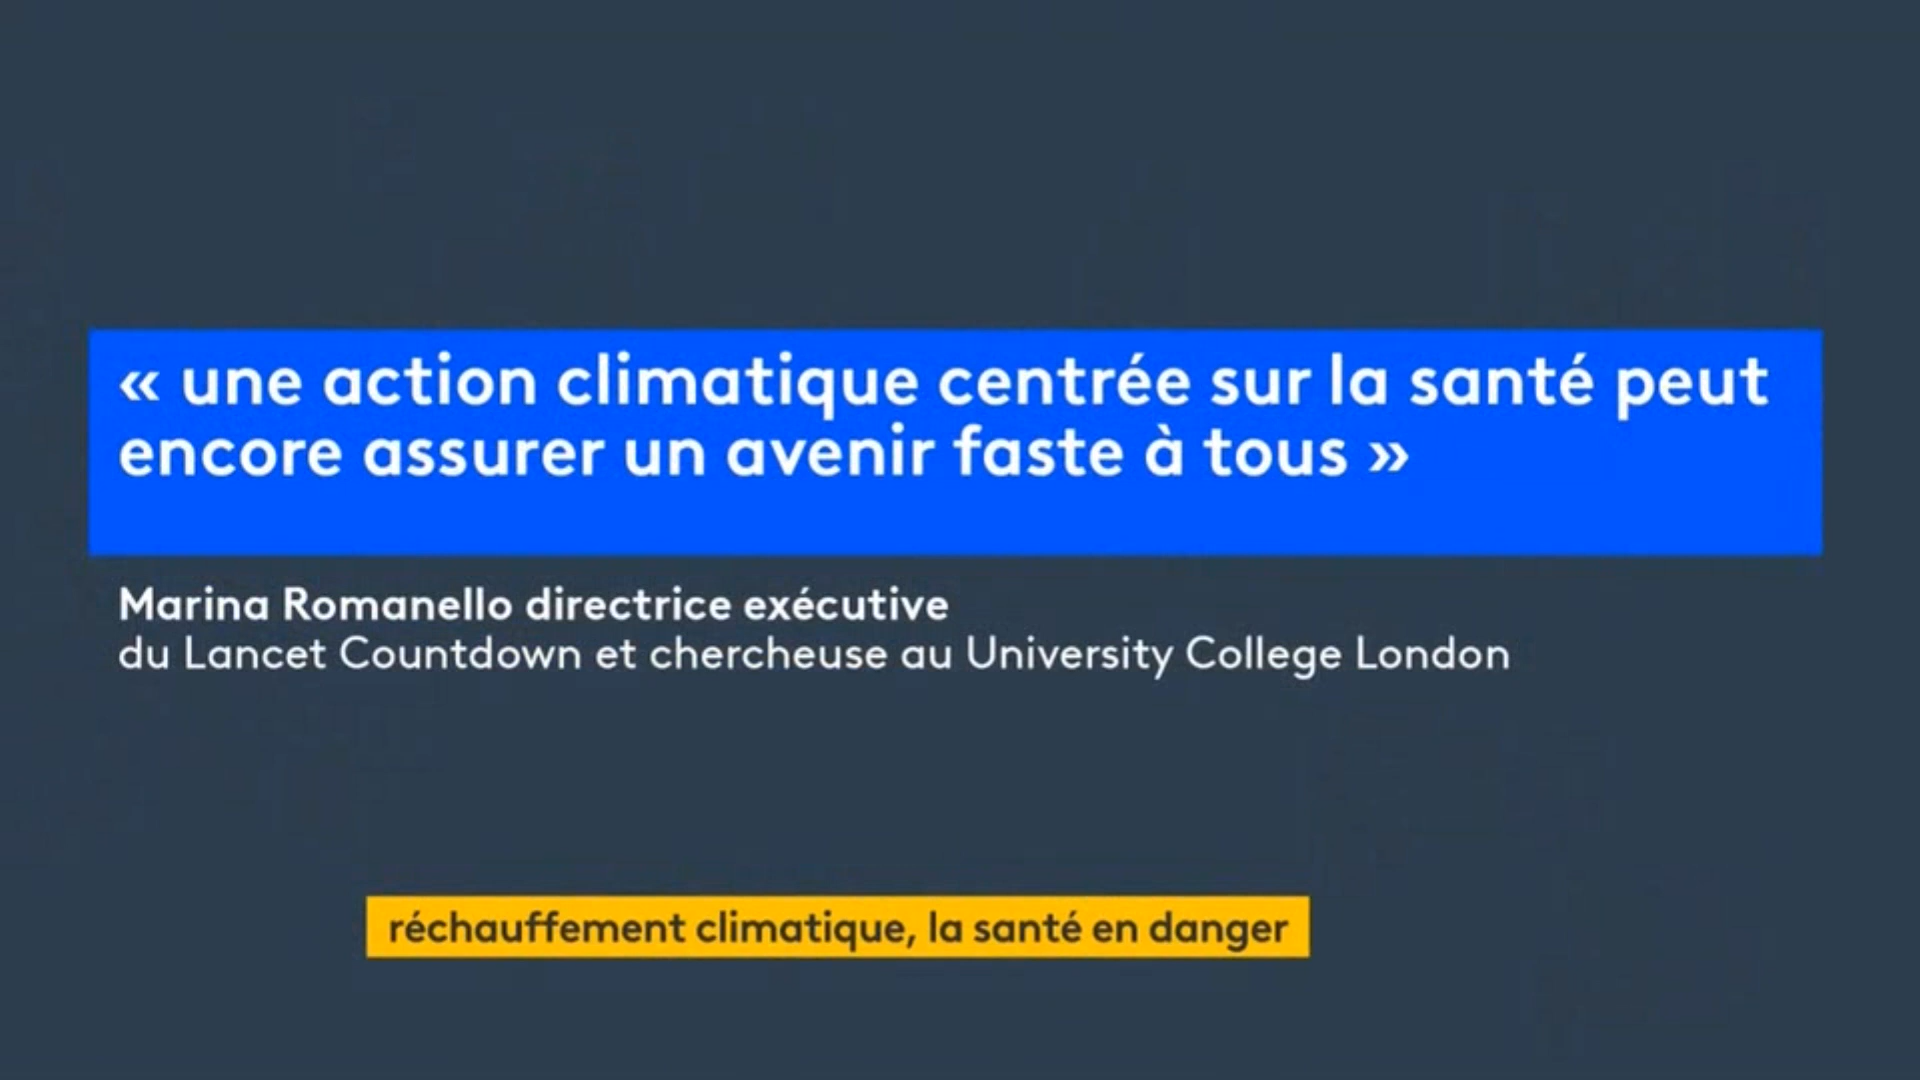 « une action climatique centrée sur la santé peut
encore assurer un avenir faste à tous »
Marina Romanello directrice exécutive
du Lancet Countdown et chercheuse au University College London
réchauffement climatique, la santé en danger